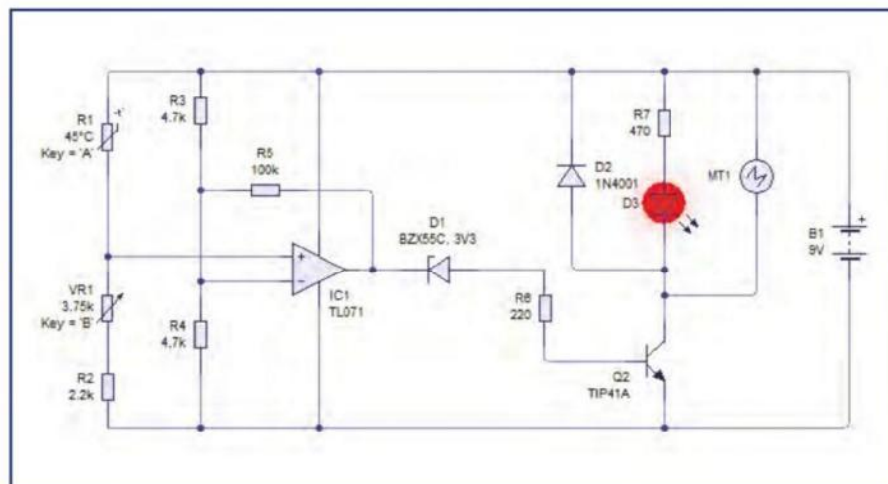 R1
45°C
Key = 'A'
VR1
3.75k
Key = 'B'
R2
2.2k
R3
4.7k
R4
4.7k
R5
100k
IC1
TL071
D1
BZX55C, 3V3
R6
220
D2
1N4001
R7
470
D3
MT1
Q2
TIP41A
B1
9V